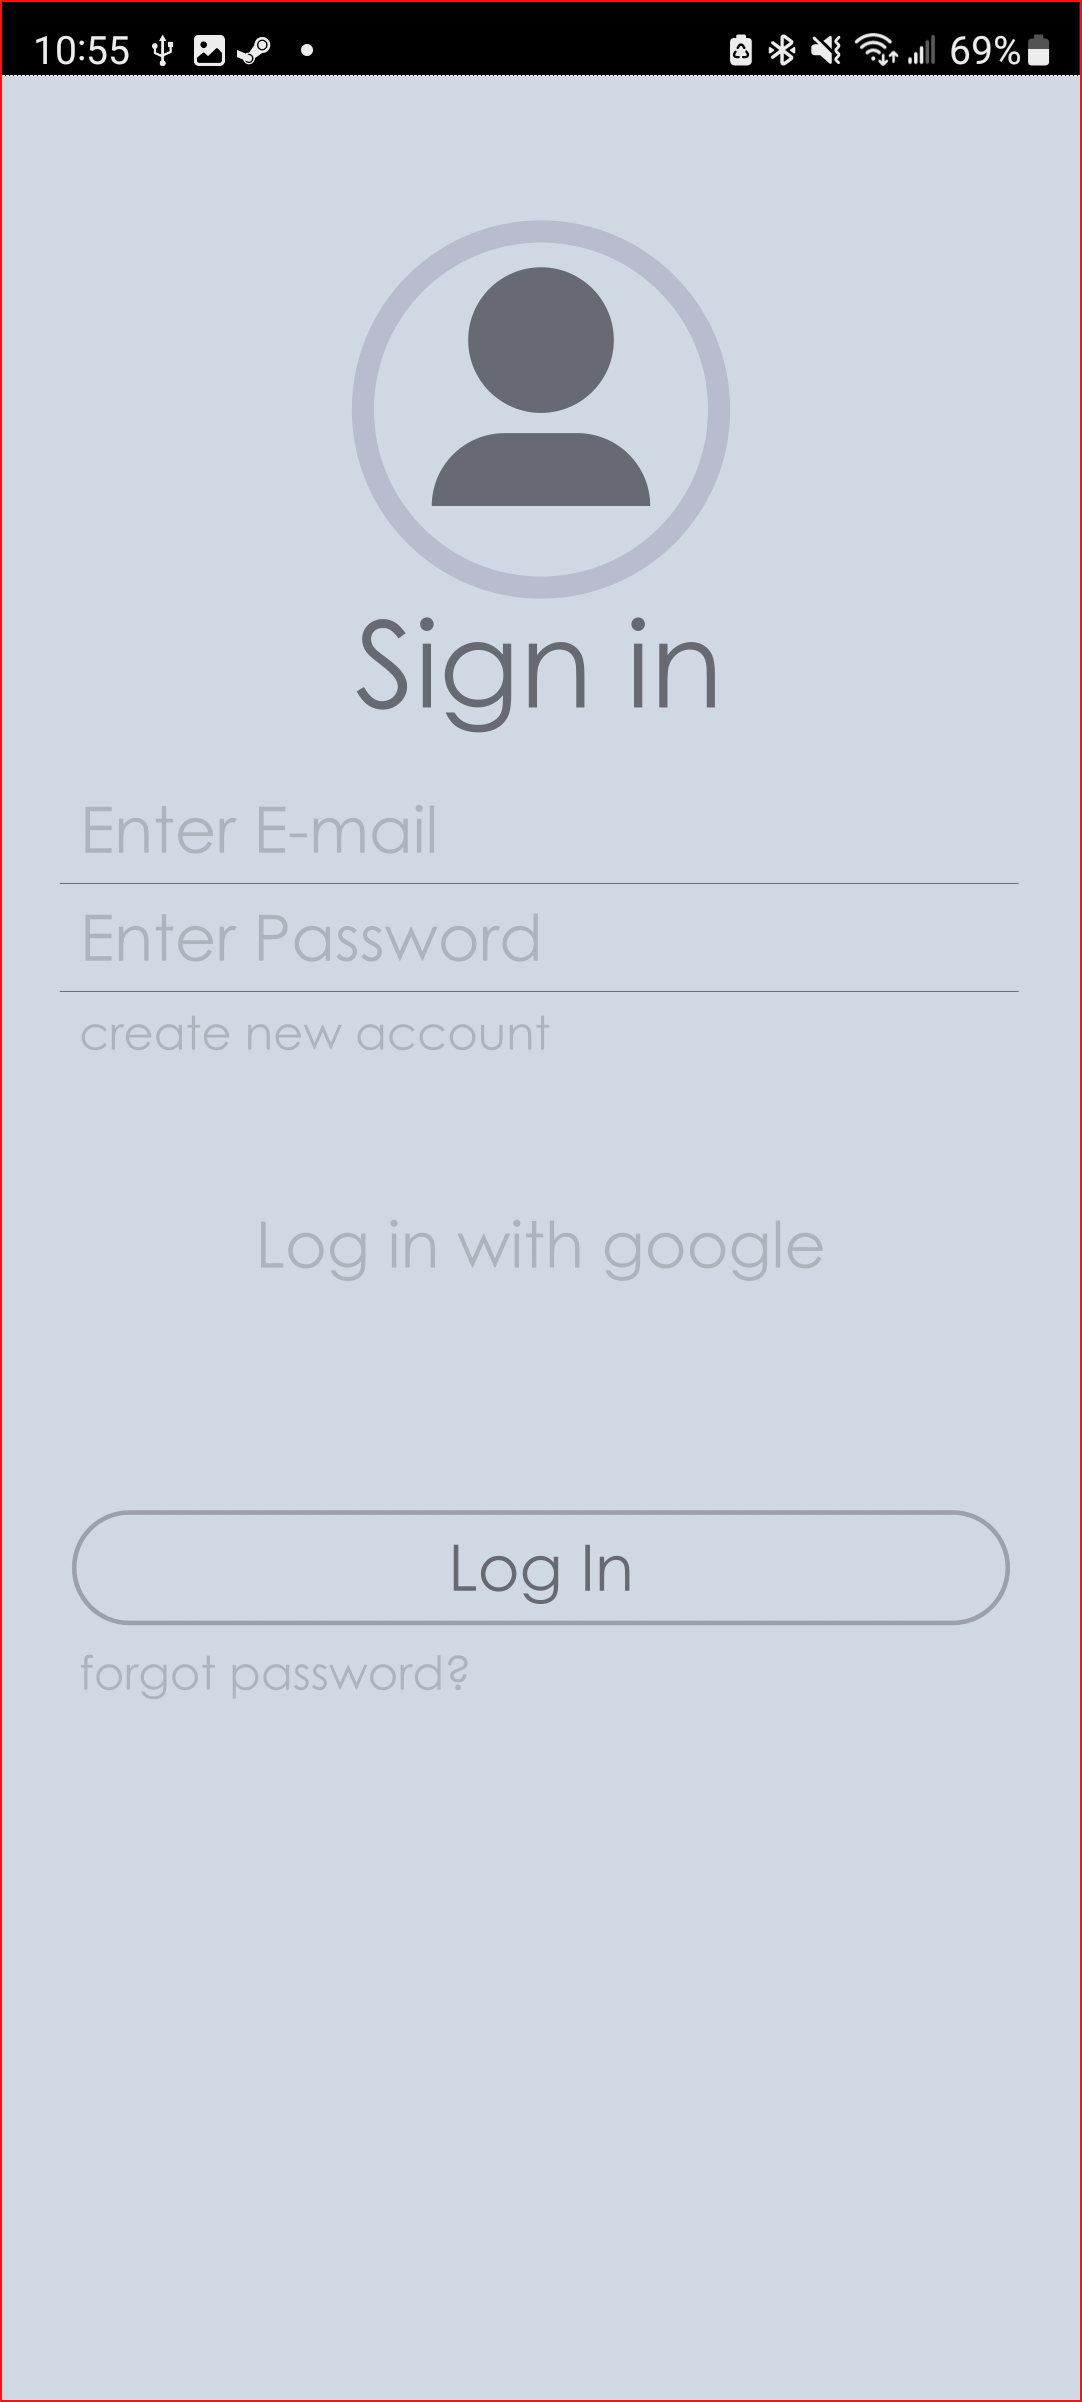 10:55 69%
Sign in
Enter E-mail
Enter Password
create new account
Log in with google
Log In
forgot password?